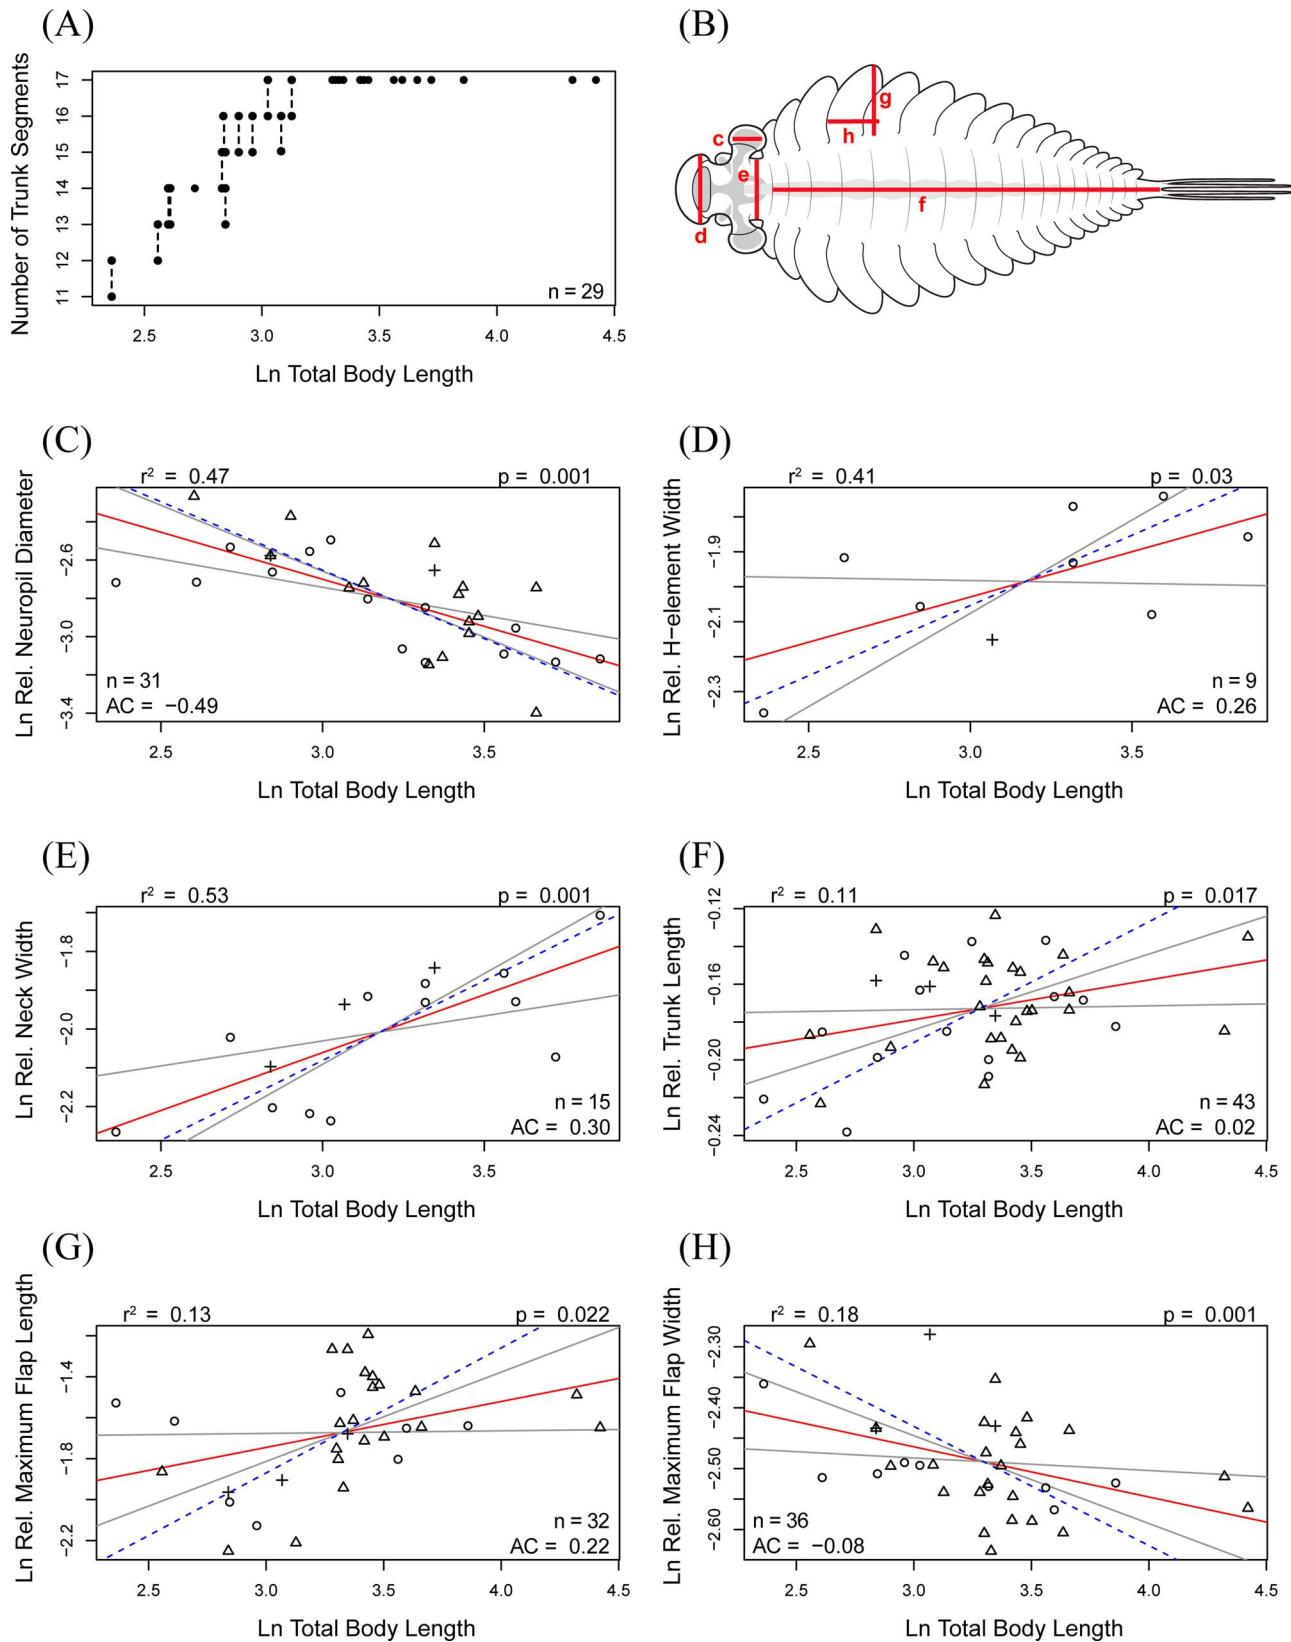 (A)
Number of Trunk Segments
17
16
15
14
13
12
11
n = 29
2.5 3.0 3.5 4.0 4.5
Ln Total Body Length
(B)
g
c
h
e
f
d
(C)
r² = 0.47 p = 0.001
Ln Rel. Neuropil Diameter
−2.6
−3.0
−3.4
n = 31
AC = −0.49
2.5 3.0 3.5
Ln Total Body Length
(D)
r² = 0.41 p = 0.03
Ln Rel. H−element Width
−1.9
−2.1
−2.3
n = 9
AC = 0.26
2.5 3.0 3.5
Ln Total Body Length
(E)
r² = 0.53 p = 0.001
Ln Rel. Neck Width
−1.8
−2.0
−2.2
n = 15
AC = 0.30
2.5 3.0 3.5
Ln Total Body Length
(F)
r² = 0.11 p = 0.017
Ln Rel. Trunk Length
−0.12
−0.16
−0.20
−0.24
n = 43
AC = 0.02
2.5 3.0 3.5 4.0 4.5
Ln Total Body Length
(G)
r² = 0.13 p = 0.022
Ln Rel. Maximum Flap Length
−1.4
−1.8
−2.2
n = 32
AC = 0.22
2.5 3.0 3.5 4.0 4.5
Ln Total Body Length
(H)
r² = 0.18 p = 0.001
Ln Rel. Maximum Flap Width
−2.30
−2.40
−2.50
−2.60
n = 36
AC = −0.08
2.5 3.0 3.5 4.0 4.5
Ln Total Body Length